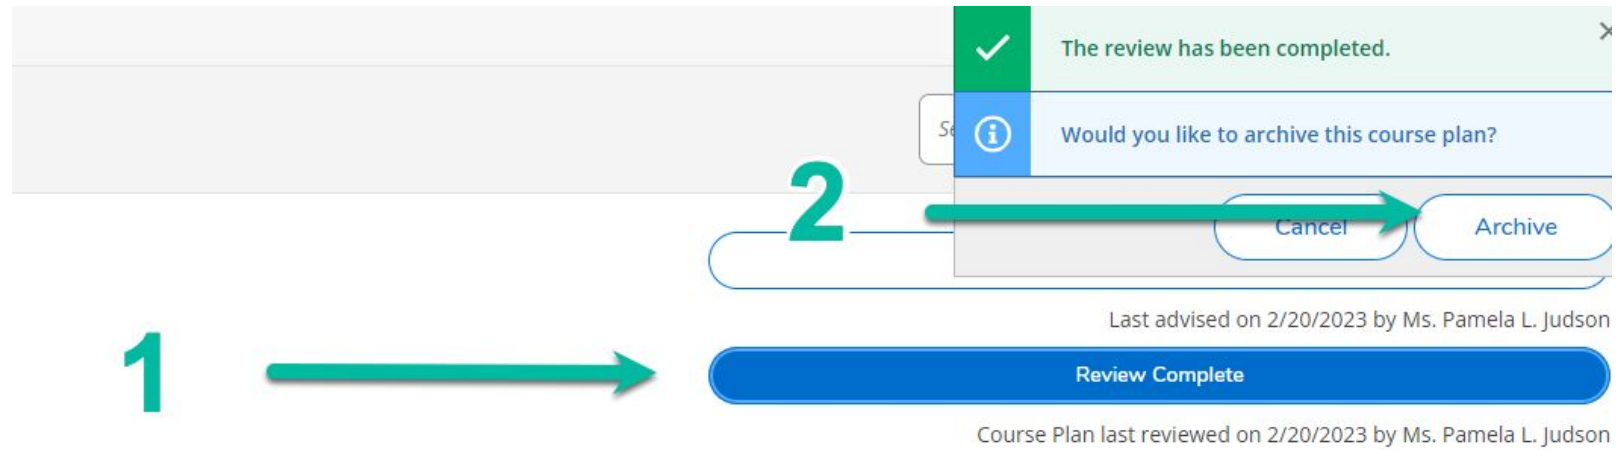 The review has been completed.
Would you like to archive this course plan?
2
Cancel
Archive
Last advised on 2/20/2023 by Ms. Pamela L. Judson
1
Review Complete
Course Plan last reviewed on 2/20/2023 by Ms. Pamela L. Judson